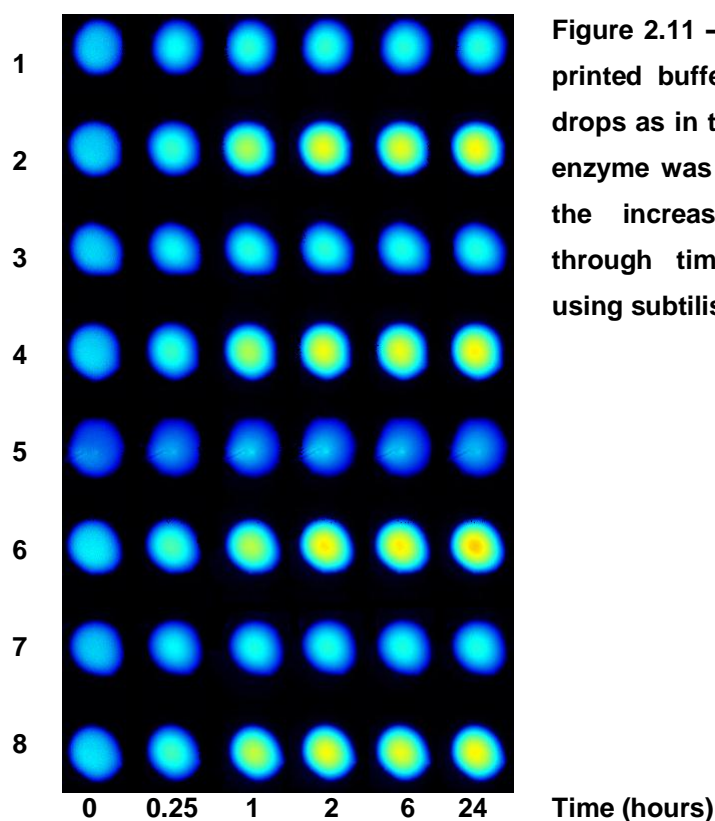 Figure 2.11 –
printed buffe
drops as in t
enzyme was
the increas
through tim
using subtilis
1
2
3
4
5
6
7
8
0 0.25 1 2 6 24 Time (hours)